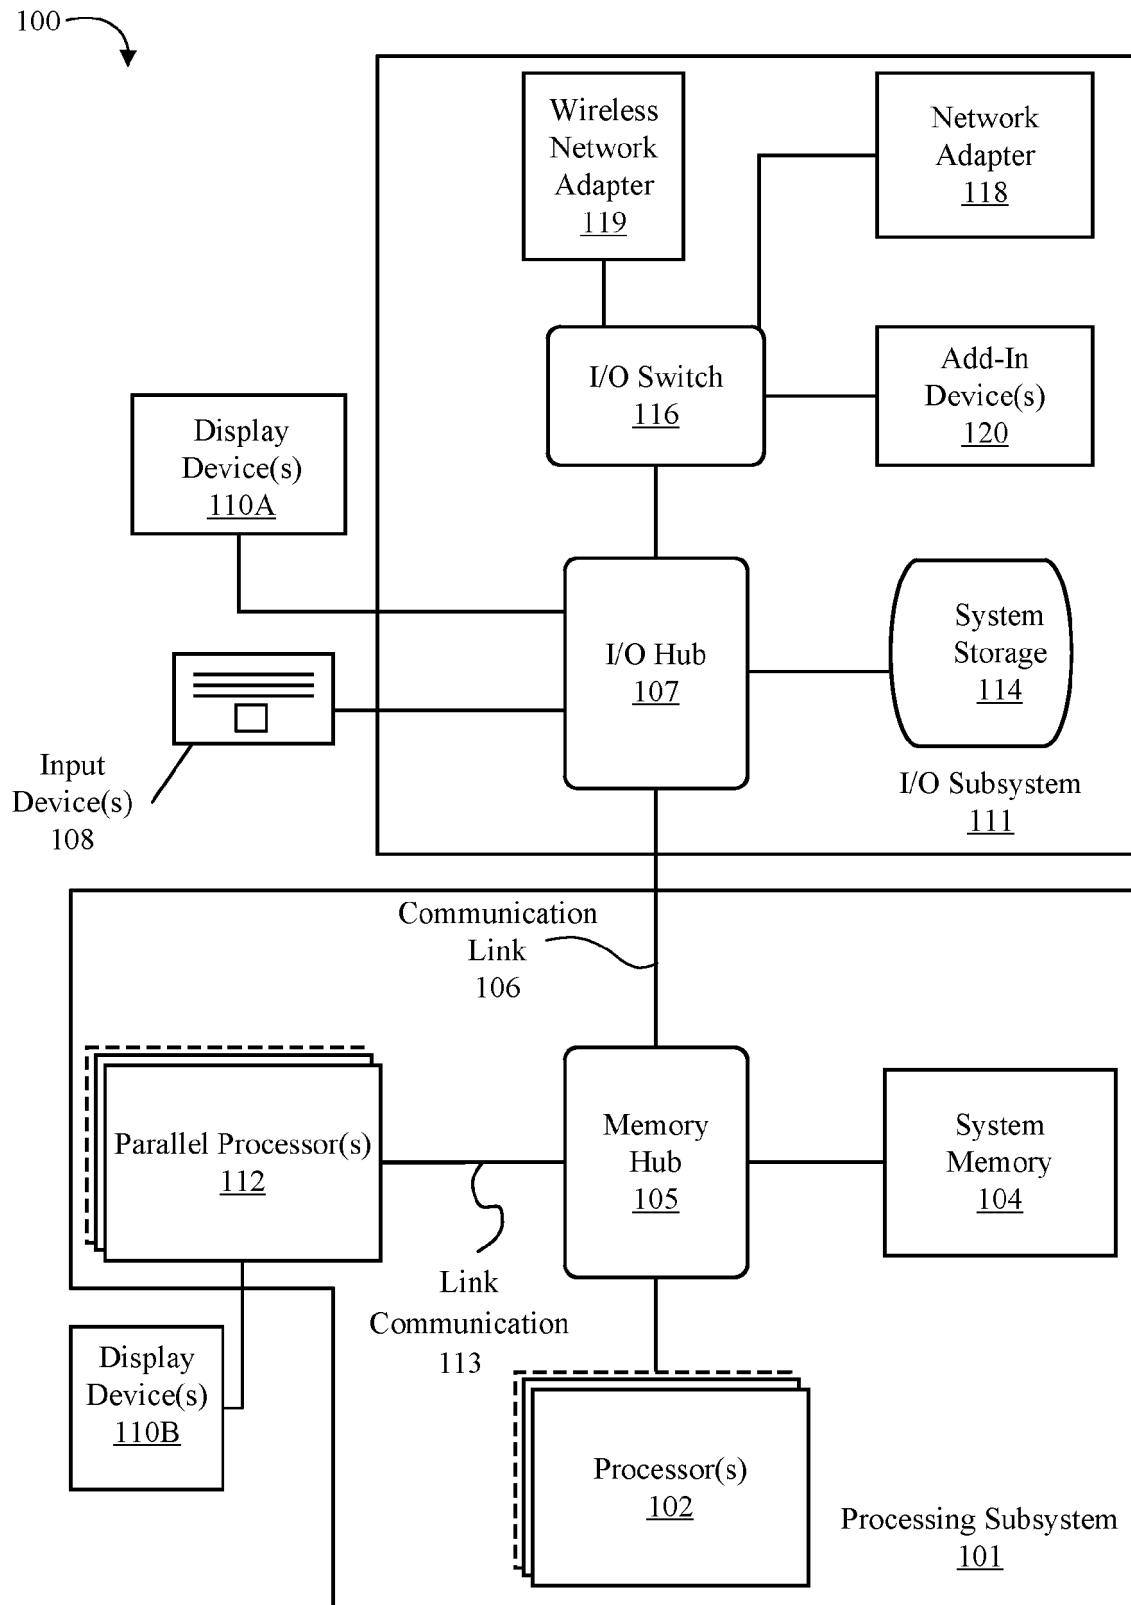 100
Wireless
Network
Adapter
119
Network
Adapter
118
I/O Switch
116
Add-In
Device(s)
120
Display
Device(s)
110A
I/O Hub
107
System
Storage
114
Input
Device(s)
108
I/O Subsystem
111
Communication
Link
106
Parallel Processor(s)
112
Memory
Hub
105
System
Memory
104
Link
Communication
113
Display
Device(s)
110B
Processor(s)
102
Processing Subsystem
101